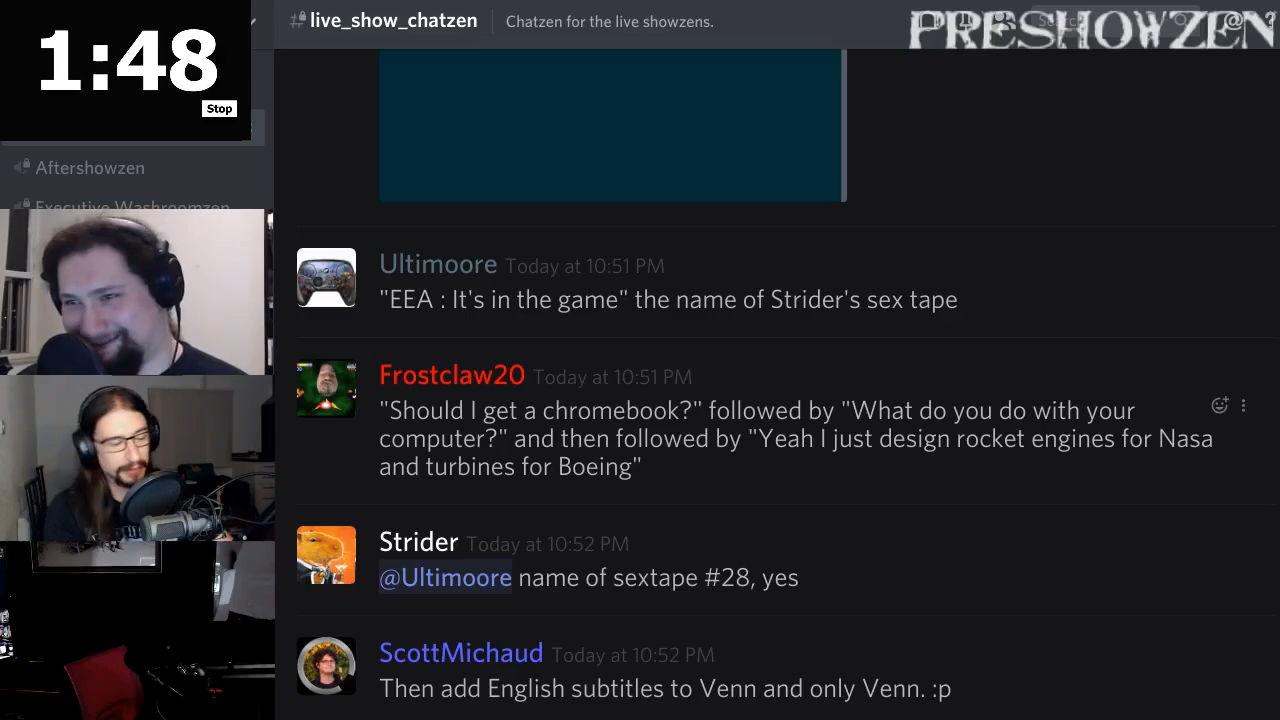 1:48
Stop
live_show_chatzen
Chatzen for the live showzens.
PRESHOWZEN
Aftershowzen
Executive Washroomzen
Ultimoore Today at 10:51 PM
"EEA : It's in the game" the name of Strider's sex tape
Frostclaw20 Today at 10:51 PM
"Should I get a chromebook?" followed by "What do you do with your
computer?" and then followed by "Yeah I just design rocket engines for Nasa
and turbines for Boeing"
Strider Today at 10:52 PM
@Ultimoore name of sextape #28, yes
ScottMichaud Today at 10:52 PM
Then add English subtitles to Venn and only Venn. :p